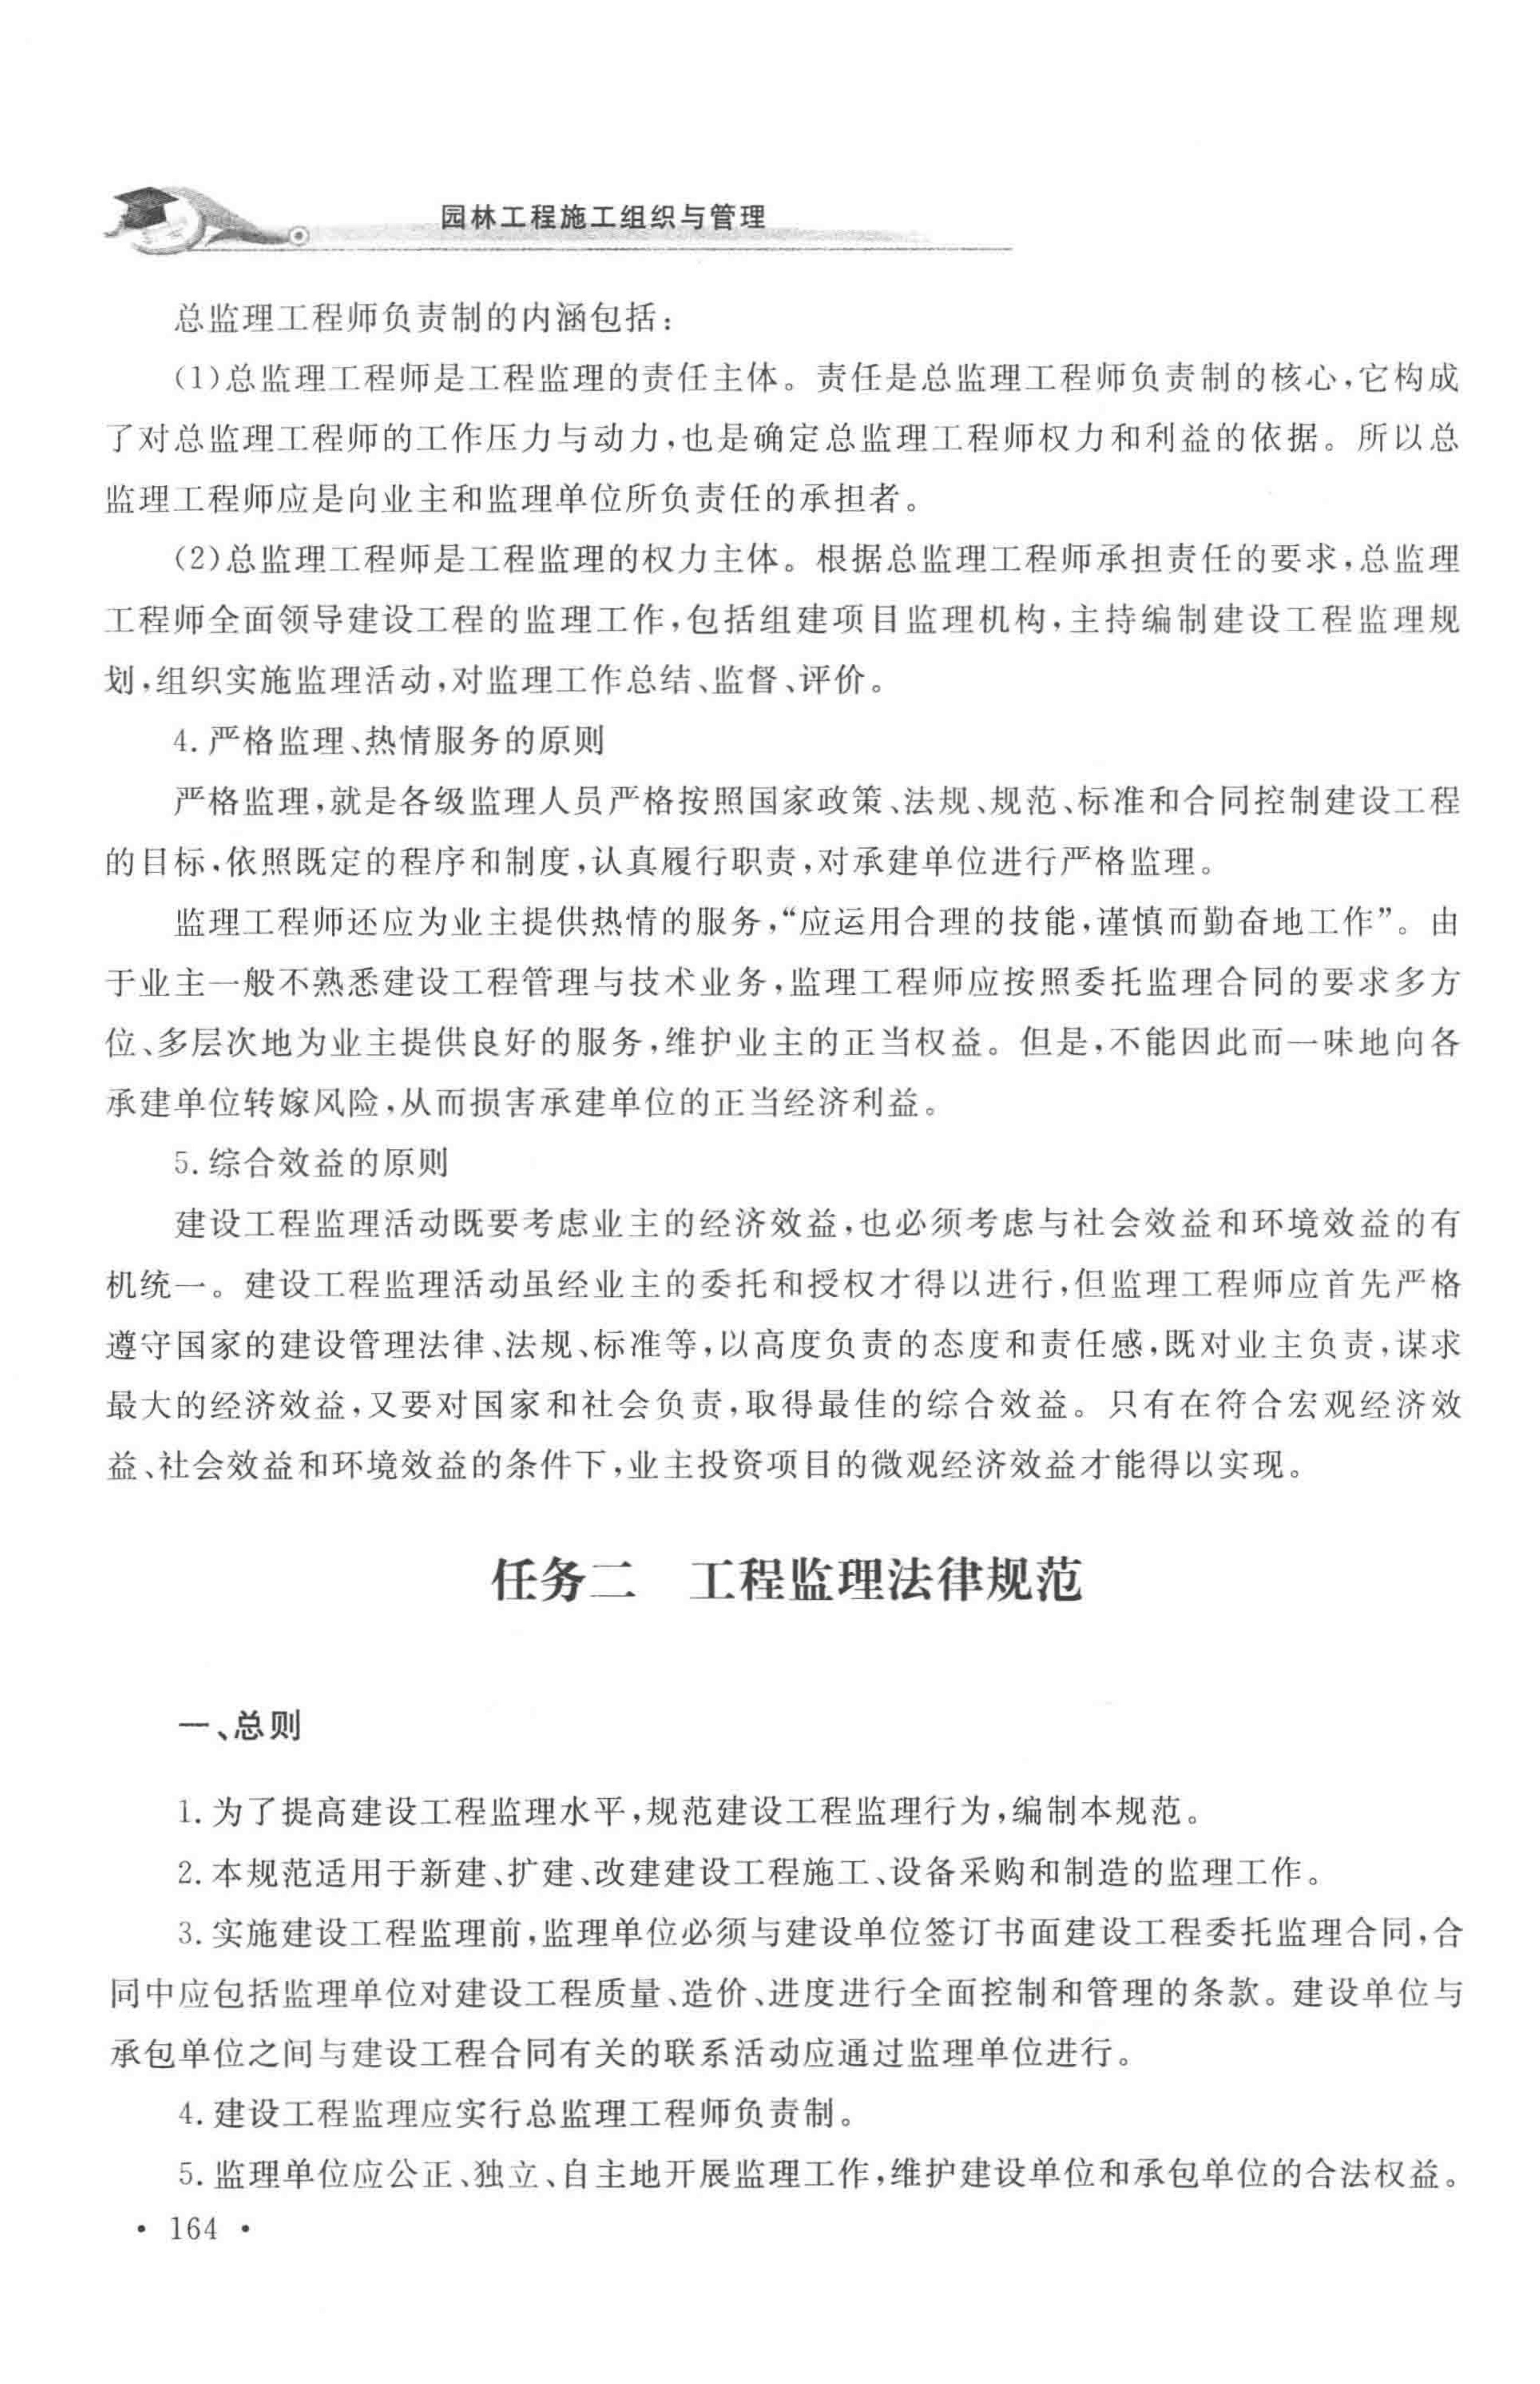 园林工程施工组织与管理
总监理工程师负责制的内涵包括：
(1)总监理工程师是工程监理的责任主体。责任是总监理工程师负责制的核心，它构成
了对总监理工程师的工作压力与动力，也是确定总监理工程师权力和利益的依据。所以总
监理工程师应是向业主和监理单位所负责任的承担者。
(2)总监理工程师是工程监理的权力主体。根据总监理工程师承担责任的要求，总监理
工程师全面领导建设工程的监理工作，包括组建项目监理机构，主持编制建设工程监理规
划，组织实施监理活动，对监理工作总结、监督、评价。
4. 严格监理、热情服务的原则
严格监理，就是各级监理人员严格按照国家政策、法规、规范、标准和合同控制建设工程
的目标，依照既定的程序和制度，认真履行职责，对承建单位进行严格监理。
监理工程师还应为业主提供热情的服务，“应运用合理的技能，谨慎而勤奋地工作”。由
于业主一般不熟悉建设工程管理与技术业务，监理工程师应按照委托监理合同的要求多方
位、多层次地为业主提供良好的服务，维护业主的正当权益。但是，不能因此而一味地向各
承建单位转嫁风险，从而损害承建单位的正当经济利益。
5. 综合效益的原则
建设工程监理活动既要考虑业主的经济效益，也必须考虑与社会效益和环境效益的有
机统一。建设工程监理活动虽经业主的委托和授权才得以进行，但监理工程师应首先严格
遵守国家的建设管理法律、法规、标准等，以高度负责的态度和责任感，既对业主负责，谋求
最大的经济效益，又要对国家和社会负责，取得最佳的综合效益。只有在符合宏观经济效
益、社会效益和环境效益的条件下，业主投资项目的微观经济效益才能得以实现。
任务二 工程监理法律规范
一、总则
1. 为了提高建设工程监理水平，规范建设工程监理行为，编制本规范。
2. 本规范适用于新建、扩建、改建建设工程施工、设备采购和制造的监理工作。
3. 实施建设工程监理前，监理单位必须与建设单位签订书面建设工程委托监理合同，合
同中应包括监理单位对建设工程质量、造价、进度进行全面控制和管理的条款。建设单位与
承包单位之间与建设工程合同有关的联系活动应通过监理单位进行。
4. 建设工程监理应实行总监理工程师负责制。
5. 监理单位应公正、独立、自主地开展监理工作，维护建设单位和承包单位的合法权益。
• 164 •